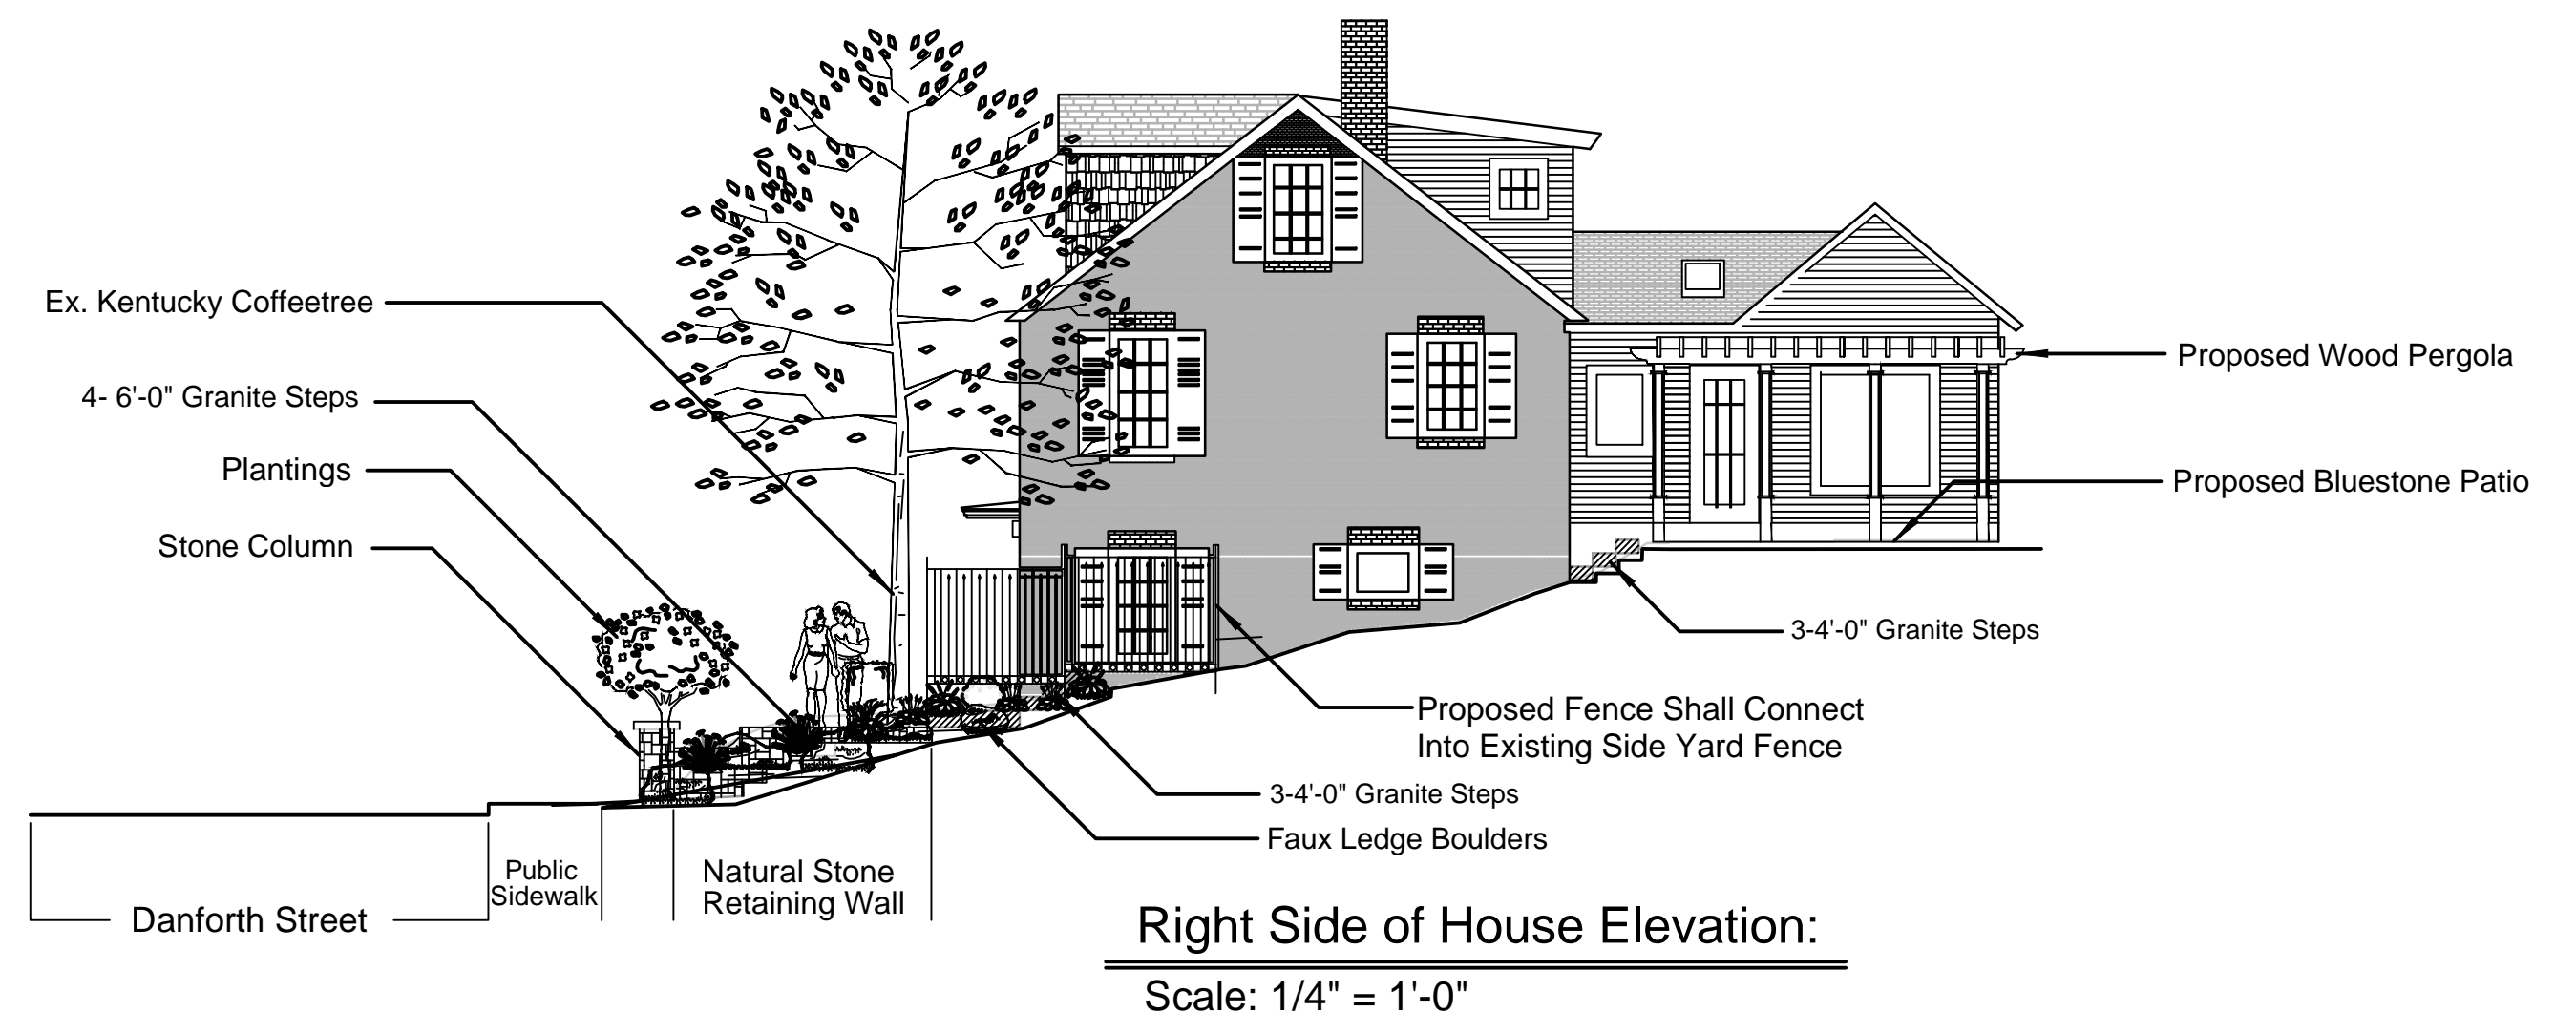 Ex. Kentucky Coffeetree
4- 6'-0" Granite Steps
Plantings
Stone Column
Proposed Wood Pergola
Proposed Bluestone Patio
3-4'-0" Granite Steps
Proposed Fence Shall Connect
Into Existing Side Yard Fence
3-4'-0" Granite Steps
Faux Ledge Boulders
Public
Sidewalk
Natural Stone
Retaining Wall
Danforth Street
Right Side of House Elevation:
Scale: 1/4" = 1'-0"